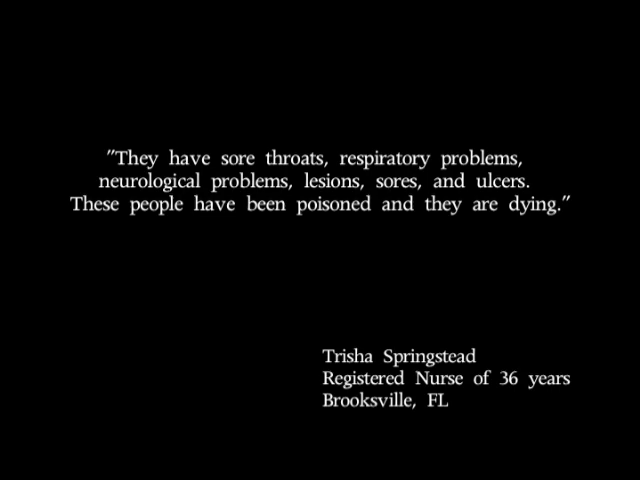 "They have sore throats, respiratory problems,
neurological problems, lesions, sores, and ulcers.
These people have been poisoned and they are dying."
Trisha Springstead
Registered Nurse of 36 years
Brooksville, FL